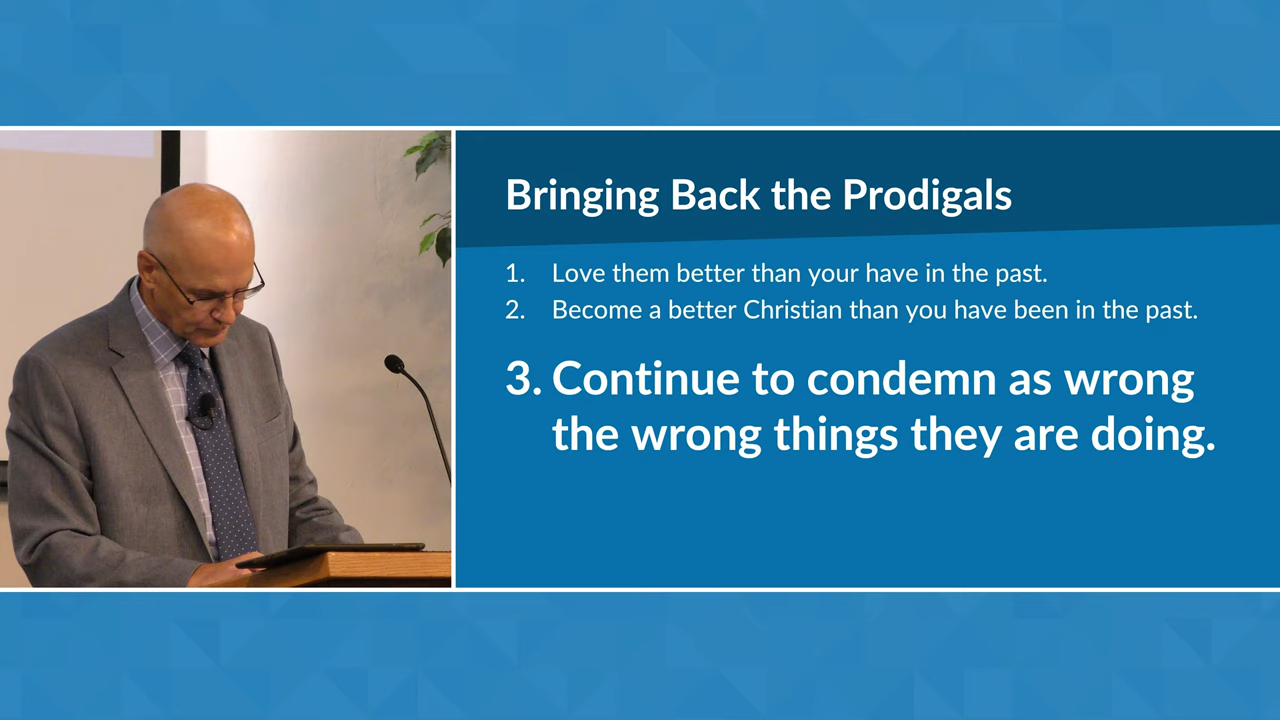 Bringing Back the Prodigals
1. Love them better than your have in the past.
2. Become a better Christian than you have been in the past.
3. Continue to condemn as wrong
the wrong things they are doing.